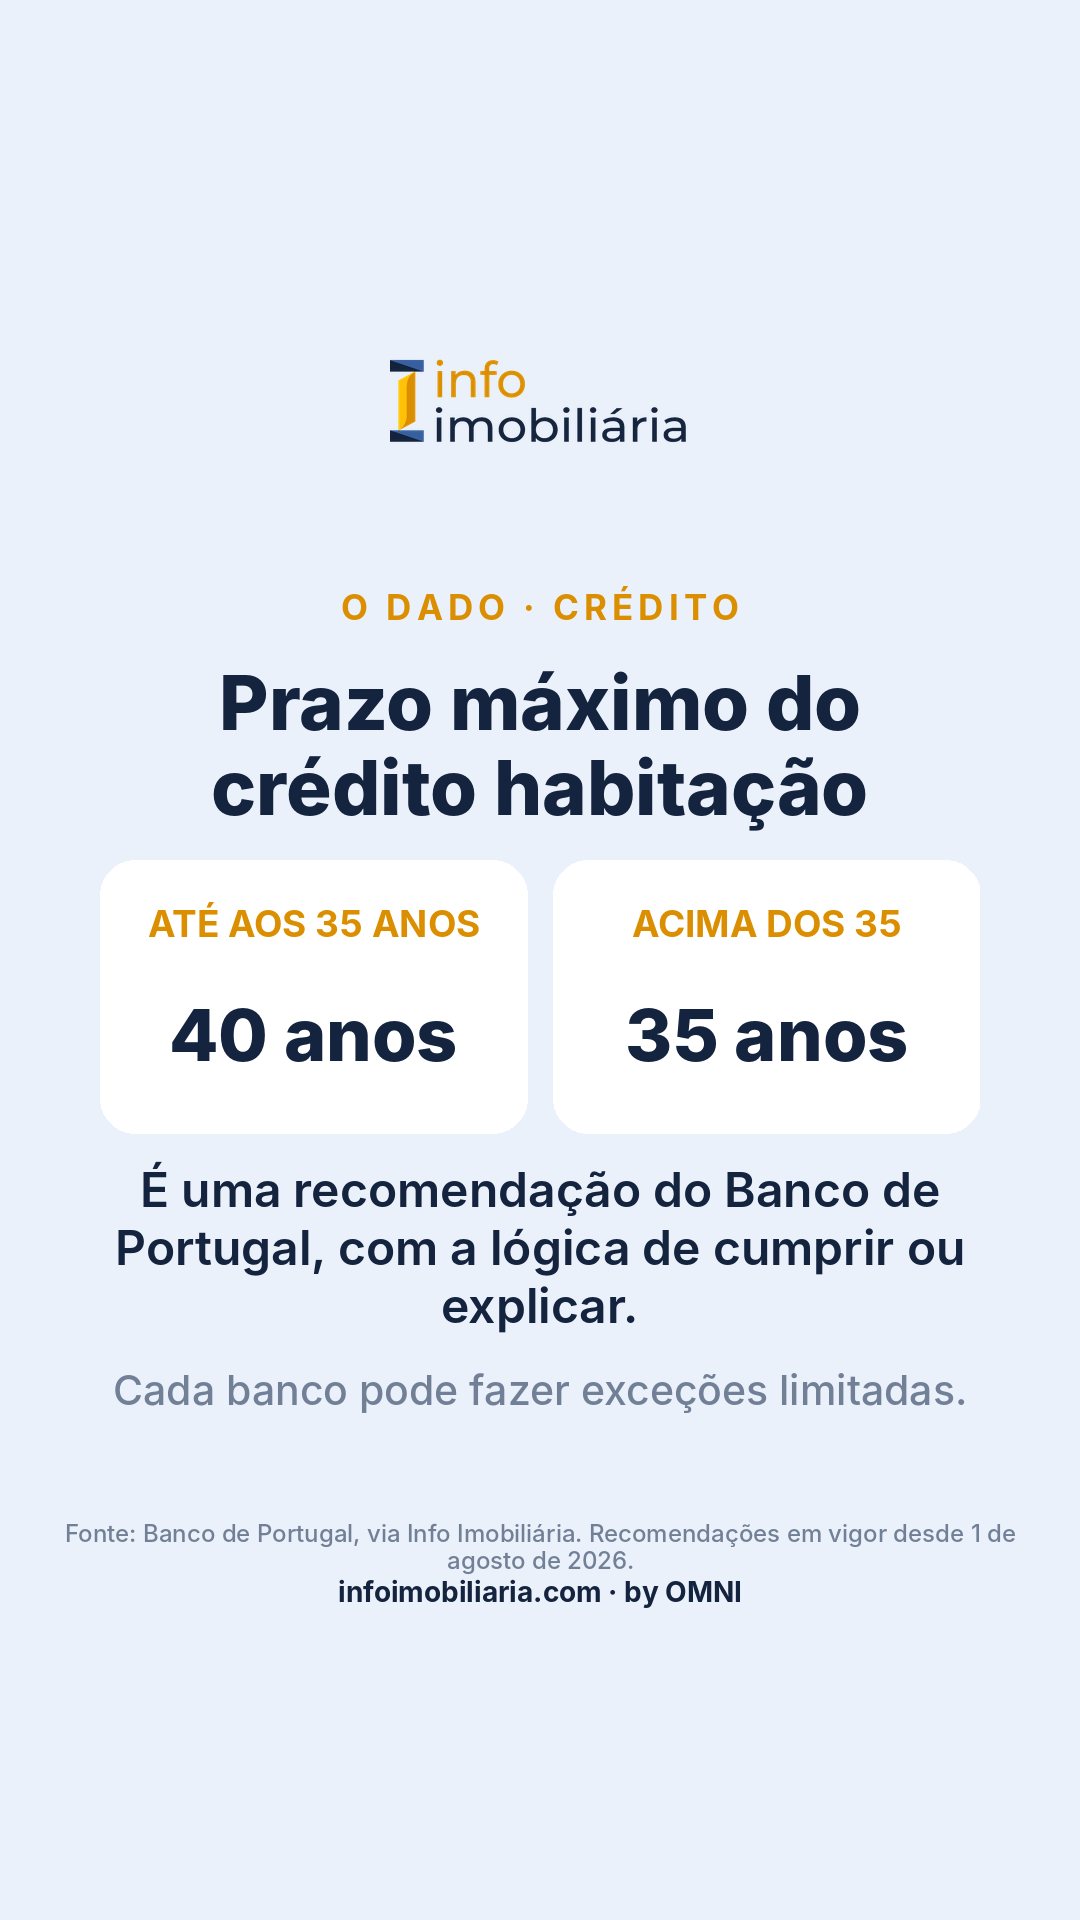 info
imobiliária
O DADO · CRÉDITO
Prazo máximo do
crédito habitação
ATÉ AOS 35 ANOS
40 anos
ACIMA DOS 35
35 anos
É uma recomendação do Banco de
Portugal, com a lógica de cumprir ou
explicar.
Cada banco pode fazer exceções limitadas.
Fonte: Banco de Portugal, via Info Imobiliária. Recomendações em vigor desde 1 de
agosto de 2026.
infoimobiliaria.com · by OMNI